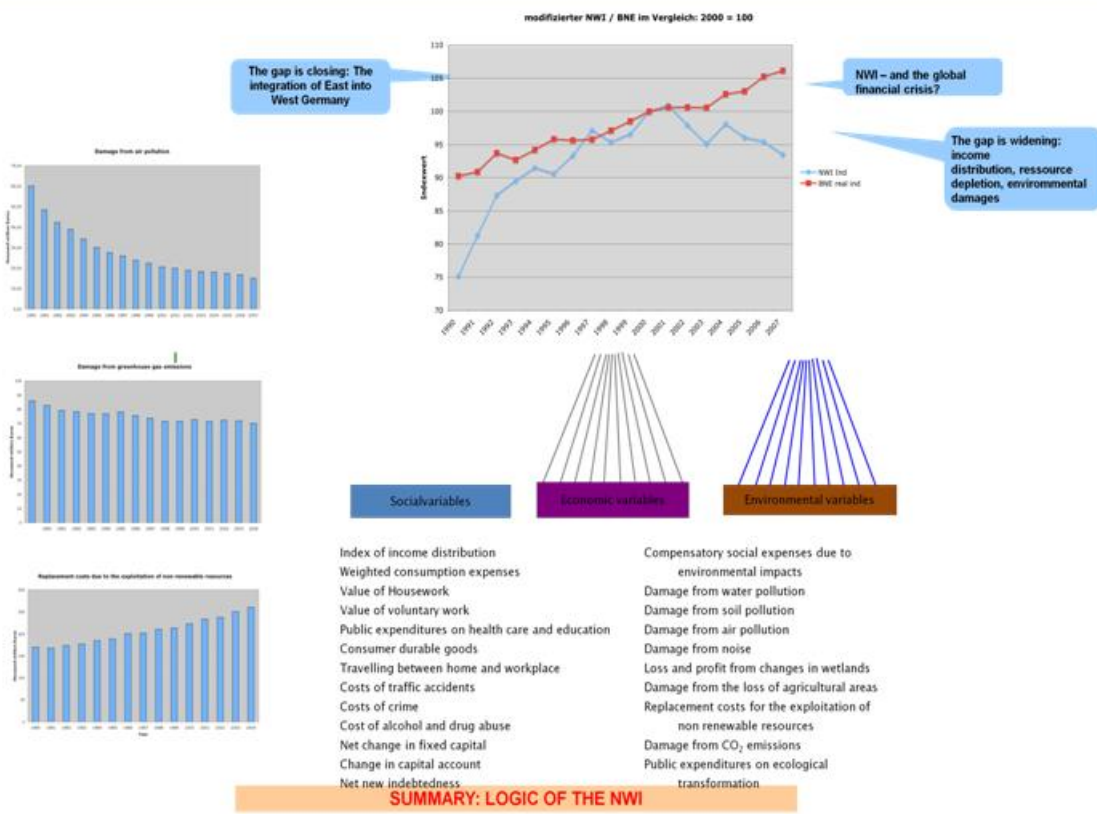 modifizierter NWI / BNE im Vergleich: 2000 = 100
The gap is closing: The
integration of East into
West Germany
NWI – and the global
financial crisis?
The gap is widening:
income
distribution, ressource
depletion, envirommental
damages
Indexwert
110
105
100
95
90
85
80
75
70
1990
1991
1992
1993
1994
1995
1996
1997
1998
1999
2000
2001
2002
2003
2004
2005
2006
2007
NWI Ind
BNE real ind
Damage from air pollution
Damage from greenhouse gas emissions
Replacement costs due to the exploitation of non renewable resources
Socialvariables
Economic variables
Environmental variables
Index of income distribution
Weighted consumption expenses
Value of Housework
Value of voluntary work
Public expenditures on health care and education
Consumer durable goods
Travelling between home and workplace
Costs of traffic accidents
Costs of crime
Cost of alcohol and drug abuse
Net change in fixed capital
Change in capital account
Net new indebtedness
Compensatory social expenses due to
environmental impacts
Damage from water pollution
Damage from soil pollution
Damage from air pollution
Damage from noise
Loss and profit from changes in wetlands
Damage from the loss of agricultural areas
Replacement costs for the exploitation of
non renewable resources
Damage from CO₂ emissions
Public expenditures on ecological
transformation
SUMMARY: LOGIC OF THE NWI